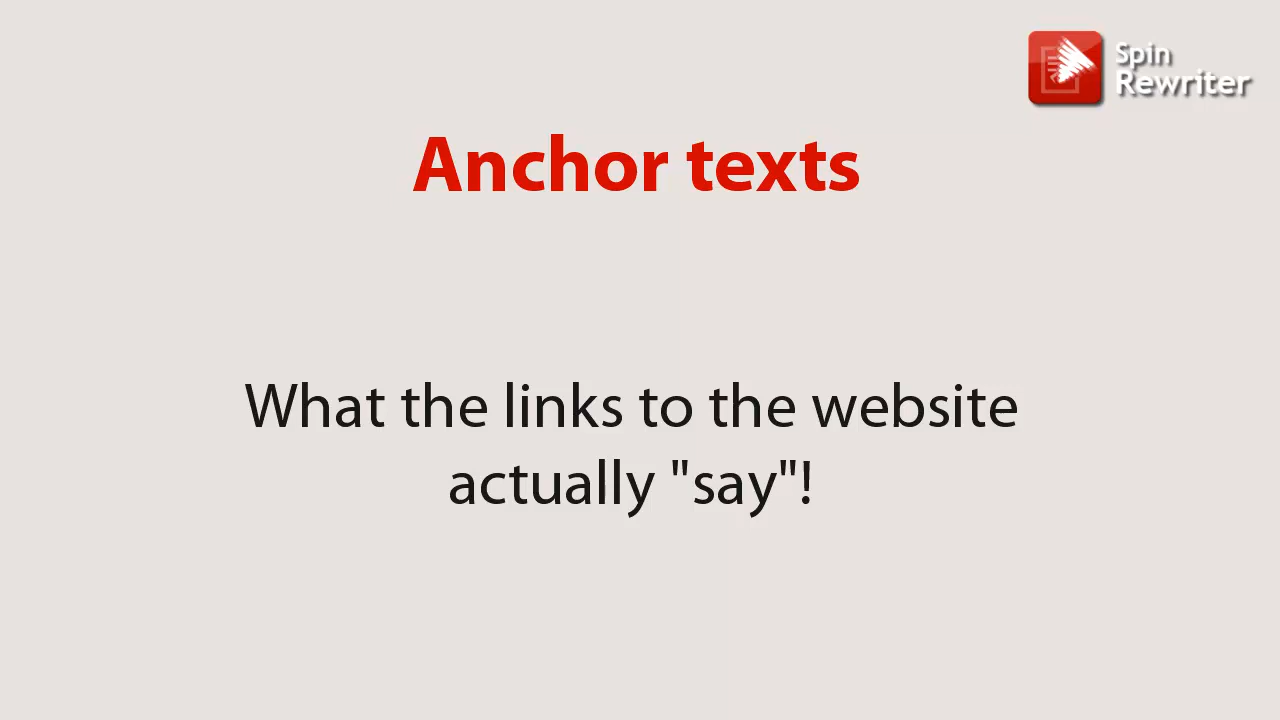 Spin
Rewriter
Anchor texts
What the links to the website
actually "say"!